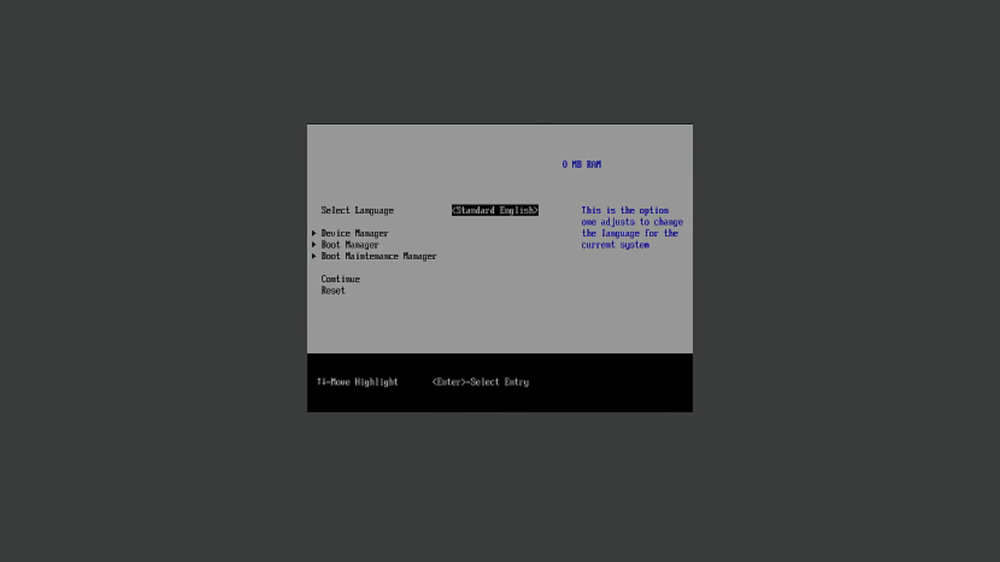 0 MB RAM
Select Language <Standard English> This is the option
one adjusts to change
▶ Device Manager the language for the
▶ Boot Manager current system
▶ Boot Maintenance Manager
Continue
Reset
↑↓=Move Highlight <Enter>=Select Entry